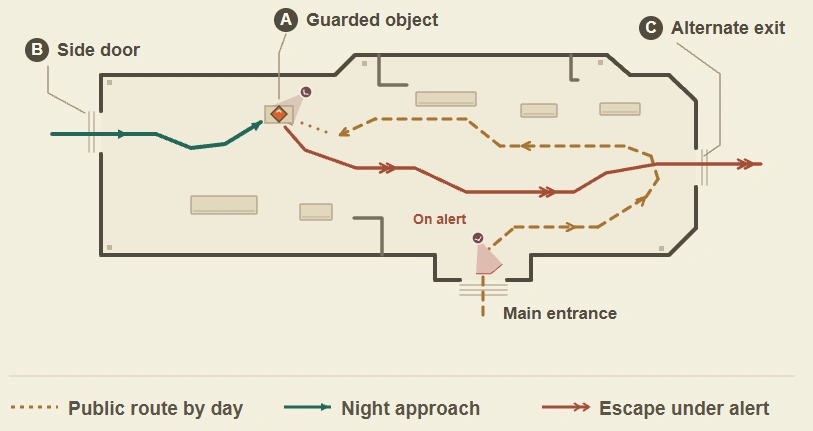 A Guarded object
C Alternate exit
B Side door
On alert
Main entrance
Public route by day
Night approach
Escape under alert